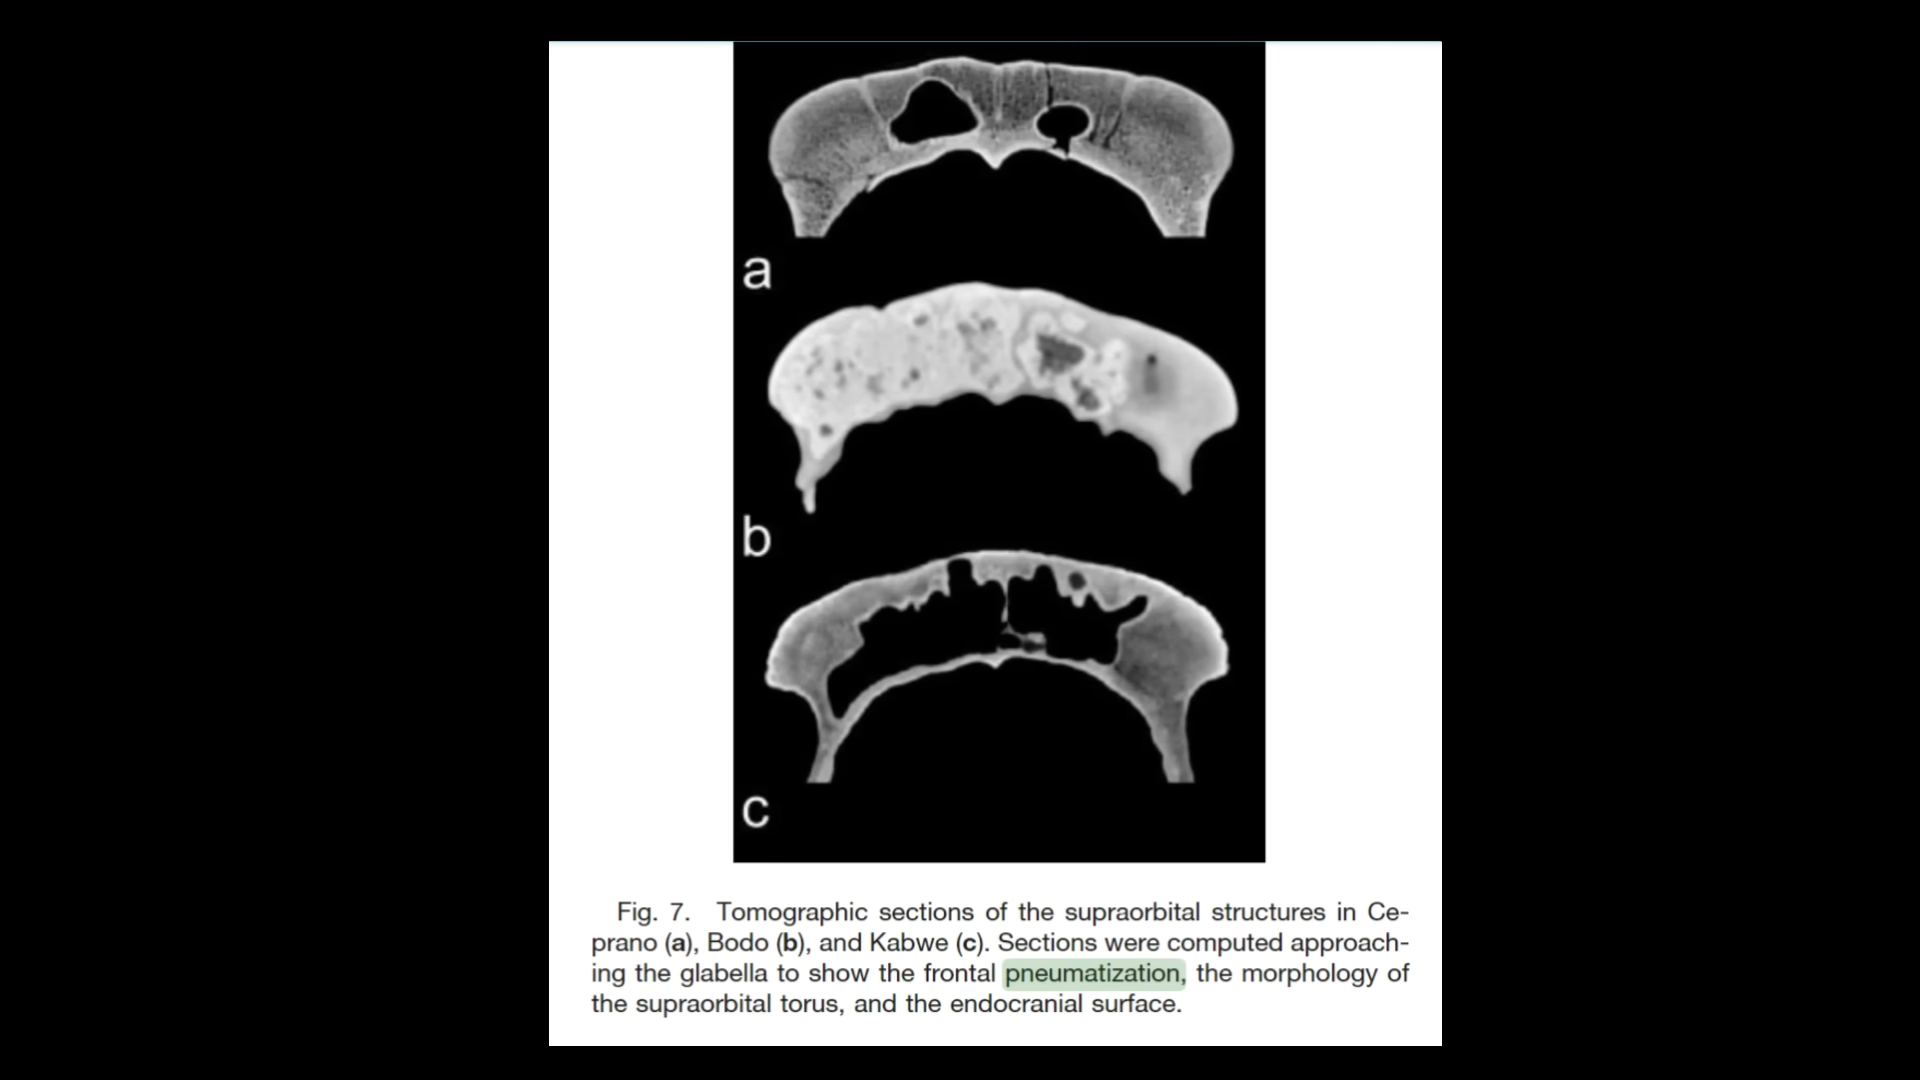 a
b
c
Fig. 7. Tomographic sections of the supraorbital structures in Ce-
prano (a), Bodo (b), and Kabwe (c). Sections were computed approach-
ing the glabella to show the frontal pneumatization, the morphology of
the supraorbital torus, and the endocranial surface.